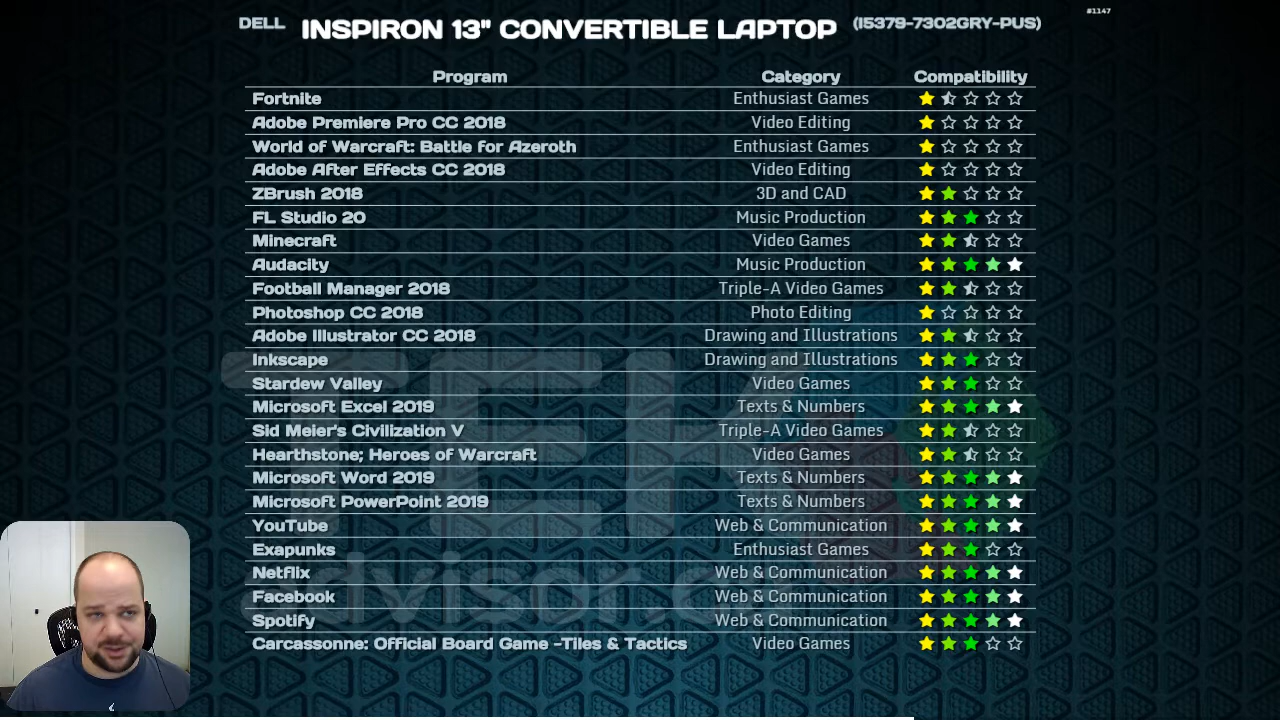 #1147
DELL INSPIRON 13" CONVERTIBLE LAPTOP (I5379-7302GRY-PUS)
Program Category Compatibility
Fortnite Enthusiast Games
Adobe Premiere Pro CC 2018 Video Editing
World of Warcraft: Battle for Azeroth Enthusiast Games
Adobe After Effects CC 2018 Video Editing
ZBrush 2018 3D and CAD
FL Studio 20 Music Production
Minecraft Video Games
Audacity Music Production
Football Manager 2018 Triple-A Video Games
Photoshop CC 2018 Photo Editing
Adobe Illustrator CC 2018 Drawing and Illustrations
Inkscape Drawing and Illustrations
Stardew Valley Video Games
Microsoft Excel 2019 Texts & Numbers
Sid Meier's Civilization V Triple-A Video Games
Hearthstone; Heroes of Warcraft Video Games
Microsoft Word 2019 Texts & Numbers
Microsoft PowerPoint 2019 Texts & Numbers
YouTube Web & Communication
Exapunks Enthusiast Games
Netflix Web & Communication
Facebook Web & Communication
Spotify Web & Communication
Carcassonne: Official Board Game -Tiles & Tactics Video Games
TEK